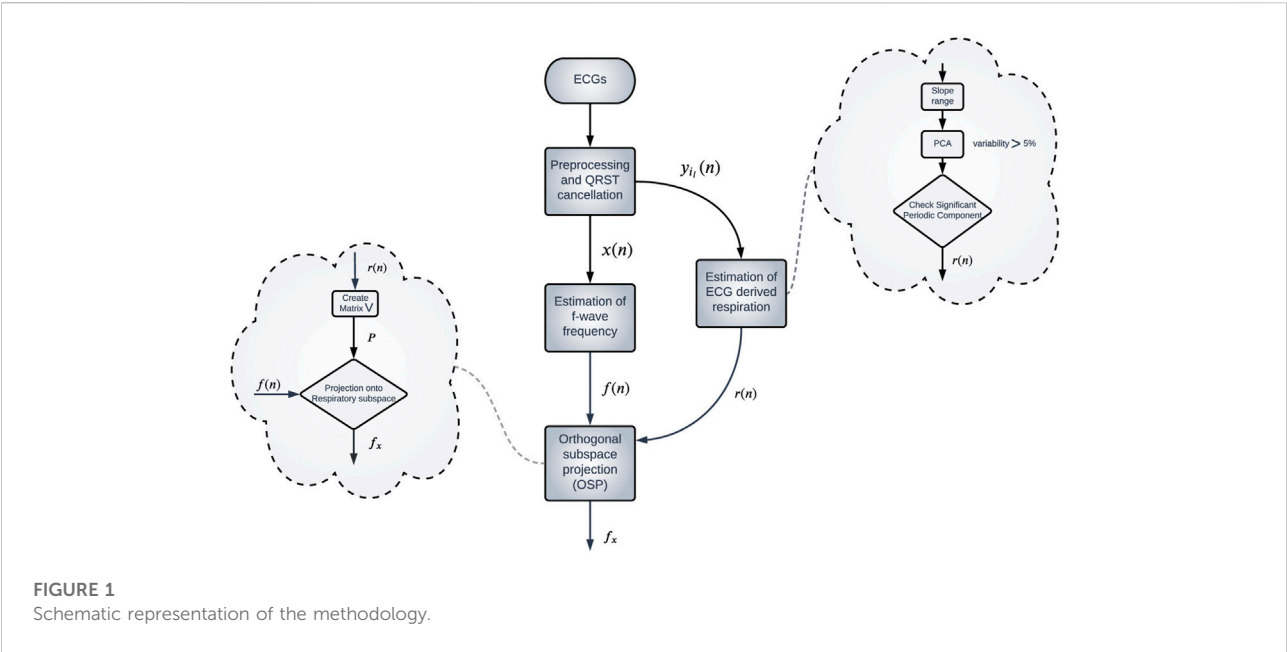 ECGs
Preprocessing
and QRST
cancellation
y_{i_l}(n)
x(n)
Estimation of
f-wave
frequency
Estimation of
ECG derived
respiration
f(n)
r(n)
Orthogonal
subspace
projection
(OSP)
f_x
Slope
range
PCA
variability > 5%
Check Significant
Periodic Component
r(n)
r(n)
Create
Matrix V
P
f(n)
Projection onto
Respiratory subspace
f_x
FIGURE 1
Schematic representation of the methodology.